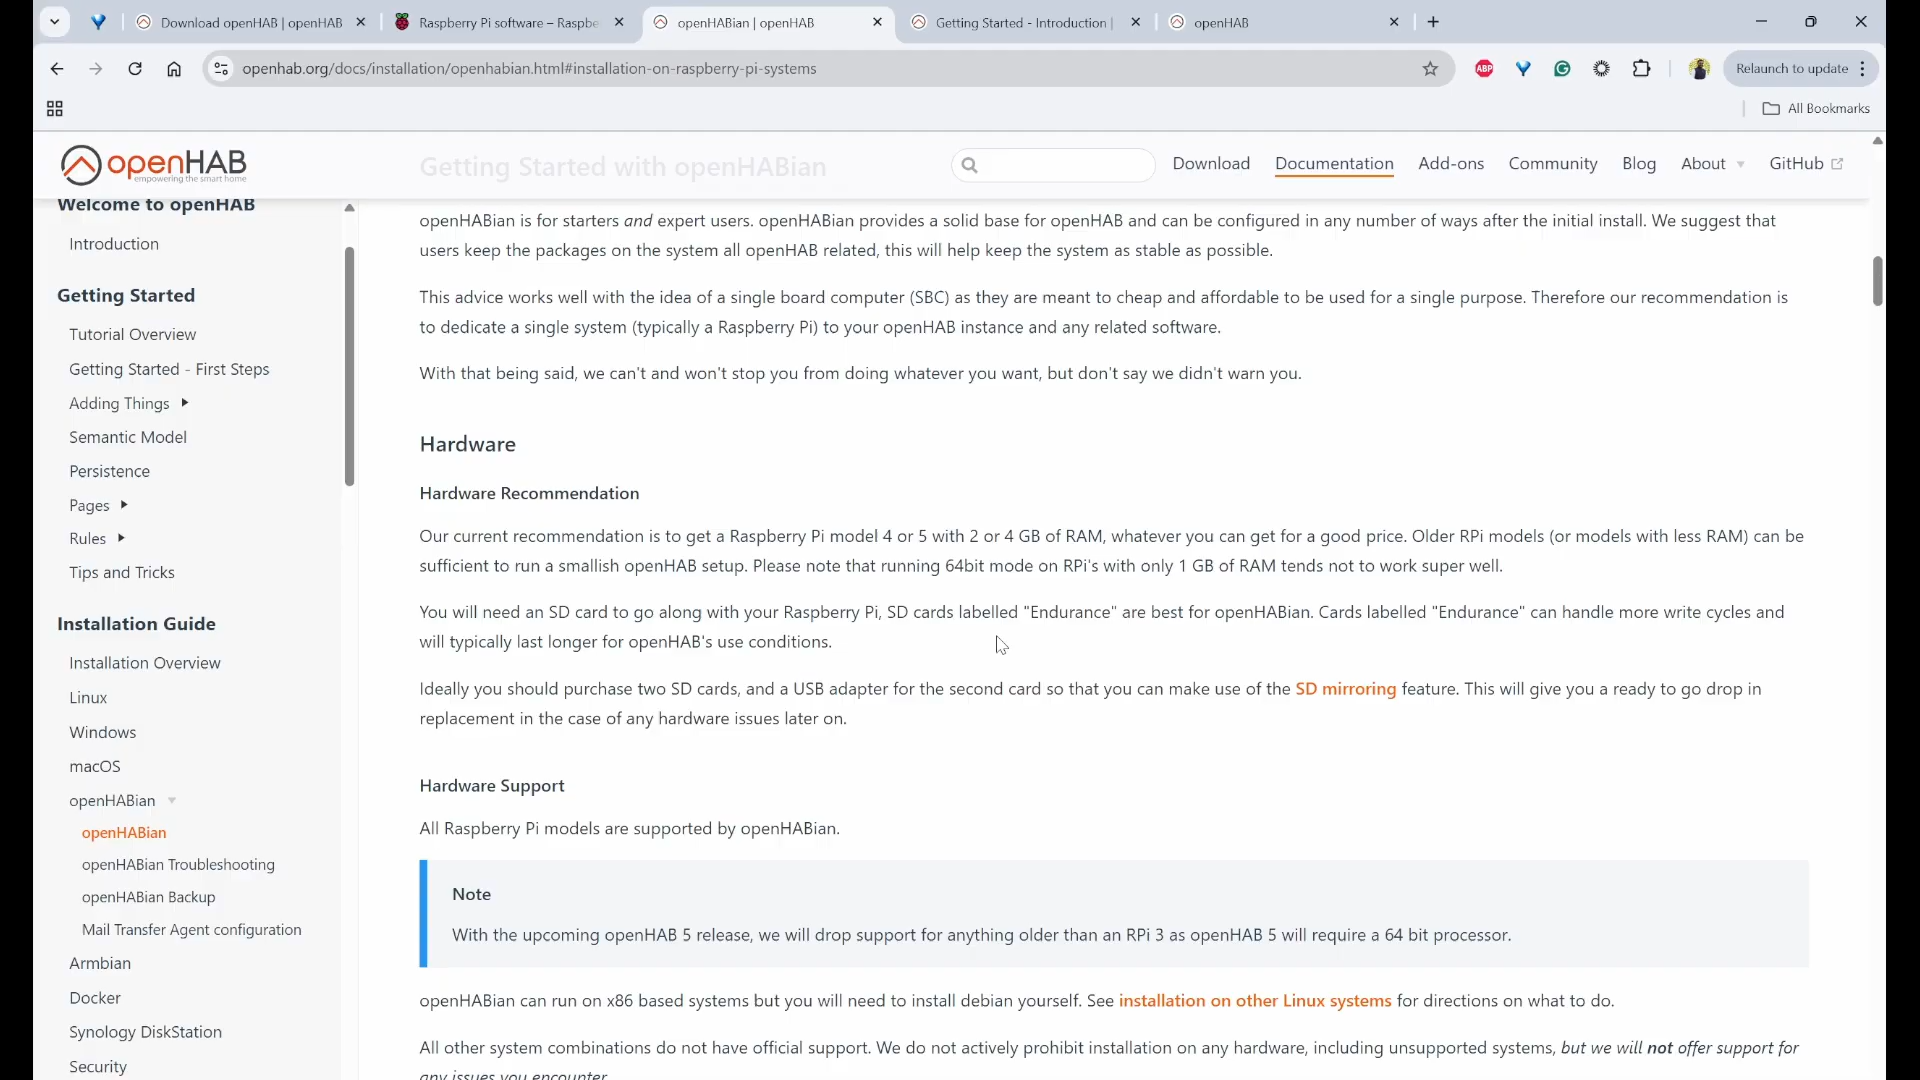 Download openHAB | openHAB
Raspberry Pi software – Raspbe
openHABian | openHAB
Getting Started - Introduction |
openHAB
openhab.org/docs/installation/openhabian.html#installation-on-raspberry-pi-systems
ABP
Relaunch to update
All Bookmarks
openHAB
empowering the smart home
Getting Started with openHABian
Download
Documentation
Add-ons
Community
Blog
About
GitHub
Welcome to openHAB
Introduction
Getting Started
Tutorial Overview
Getting Started - First Steps
Adding Things
Semantic Model
Persistence
Pages
Rules
Tips and Tricks
Installation Guide
Installation Overview
Linux
Windows
macOS
openHABian
openHABian
openHABian Troubleshooting
openHABian Backup
Mail Transfer Agent configuration
Armbian
Docker
Synology DiskStation
Security
openHABian is for starters and expert users. openHABian provides a solid base for openHAB and can be configured in any number of ways after the initial install. We suggest that
users keep the packages on the system all openHAB related, this will help keep the system as stable as possible.
This advice works well with the idea of a single board computer (SBC) as they are meant to cheap and affordable to be used for a single purpose. Therefore our recommendation is
to dedicate a single system (typically a Raspberry Pi) to your openHAB instance and any related software.
With that being said, we can't and won't stop you from doing whatever you want, but don't say we didn't warn you.
Hardware
Hardware Recommendation
Our current recommendation is to get a Raspberry Pi model 4 or 5 with 2 or 4 GB of RAM, whatever you can get for a good price. Older RPi models (or models with less RAM) can be
sufficient to run a smallish openHAB setup. Please note that running 64bit mode on RPi's with only 1 GB of RAM tends not to work super well.
You will need an SD card to go along with your Raspberry Pi, SD cards labelled "Endurance" are best for openHABian. Cards labelled "Endurance" can handle more write cycles and
will typically last longer for openHAB's use conditions.
Ideally you should purchase two SD cards, and a USB adapter for the second card so that you can make use of the SD mirroring feature. This will give you a ready to go drop in
replacement in the case of any hardware issues later on.
Hardware Support
All Raspberry Pi models are supported by openHABian.
Note
With the upcoming openHAB 5 release, we will drop support for anything older than an RPi 3 as openHAB 5 will require a 64 bit processor.
openHABian can run on x86 based systems but you will need to install debian yourself. See installation on other Linux systems for directions on what to do.
All other system combinations do not have official support. We do not actively prohibit installation on any hardware, including unsupported systems, but we will not offer support for
any issues you encounter